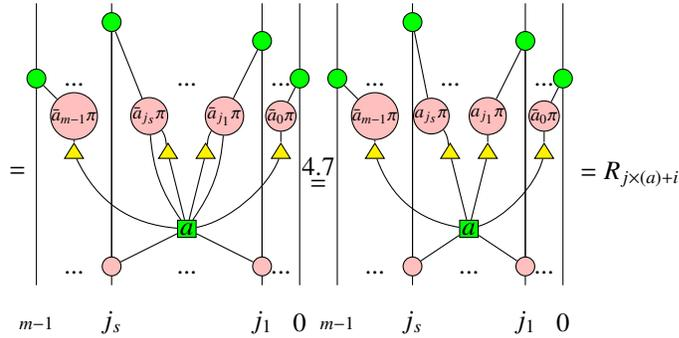 ... ... ... ... ... ...
ā_{m−1}π ā_{j_s}π ā_{j_1}π ā_0π ā_{m−1}π a_{j_s}π a_{j_1}π ā_0π
= 4.7 = = R_{j×(a)+i}
a a
... ... ... ... ... ...
m−1 j_s j_1 0 m−1 j_s j_1 0